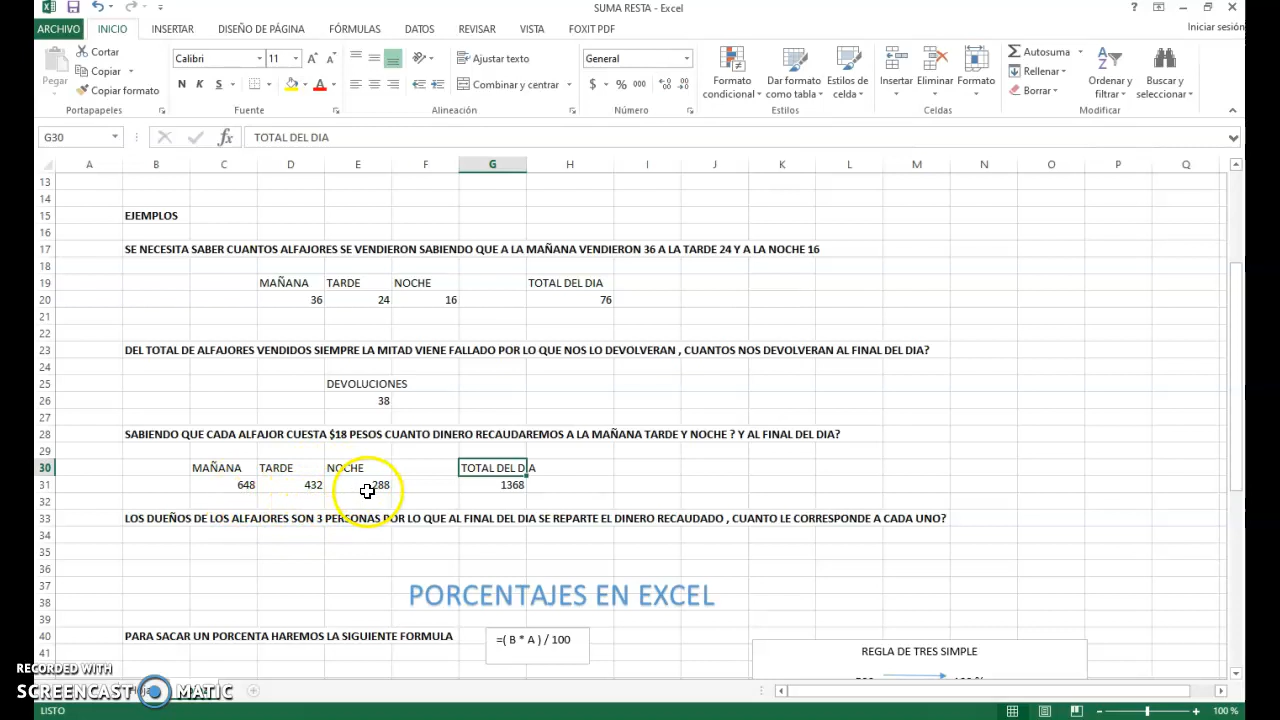 SUMA RESTA - Excel
ARCHIVO INICIO INSERTAR DISEÑO DE PÁGINA FÓRMULAS DATOS REVISAR VISTA FOXIT PDF Iniciar sesión
Pegar
Cortar
Copiar
Copiar formato
Portapapeles
Calibri 11
N K S
Fuente
Ajustar texto
Combinar y centrar
Alineación
General
$ % 000
Número
Formato condicional
Dar formato como tabla
Estilos de celda
Estilos
Insertar
Eliminar
Formato
Celdas
Autosuma
Rellenar
Borrar
Ordenar y filtrar
Buscar y seleccionar
Modificar
G30 fx TOTAL DEL DIA
A B C D E F G H I J K L M N O P Q
13
14
15 EJEMPLOS
16
17 SE NECESITA SABER CUANTOS ALFAJORES SE VENDIERON SABIENDO QUE A LA MAÑANA VENDIERON 36 A LA TARDE 24 Y A LA NOCHE 16
18
19 MAÑANA TARDE NOCHE TOTAL DEL DIA
20 36 24 16 76
21
22
23 DEL TOTAL DE ALFAJORES VENDIDOS SIEMPRE LA MITAD VIENE FALLADO POR LO QUE NOS LO DEVOLVERAN , CUANTOS NOS DEVOLVERAN AL FINAL DEL DIA?
24
25 DEVOLUCIONES
26 38
27
28 SABIENDO QUE CADA ALFAJOR CUESTA $18 PESOS CUANTO DINERO RECAUDAREMOS A LA MAÑANA TARDE Y NOCHE ? Y AL FINAL DEL DIA?
29
30 MAÑANA TARDE NOCHE TOTAL DEL DIA
31 648 432 288 1368
32
33 LOS DUEÑOS DE LOS ALFAJORES SON 3 PERSONAS POR LO QUE AL FINAL DEL DIA SE REPARTE EL DINERO RECAUDADO , CUANTO LE CORRESPONDE A CADA UNO?
34
35
36
37 PORCENTAJES EN EXCEL
38
39
40 PARA SACAR UN PORCENTA HAREMOS LA SIGUIENTE FORMULA =( B * A ) / 100
41 REGLA DE TRES SIMPLE
100 %
RECORDED WITH
SCREENCAST MATIC
LISTO 100 %